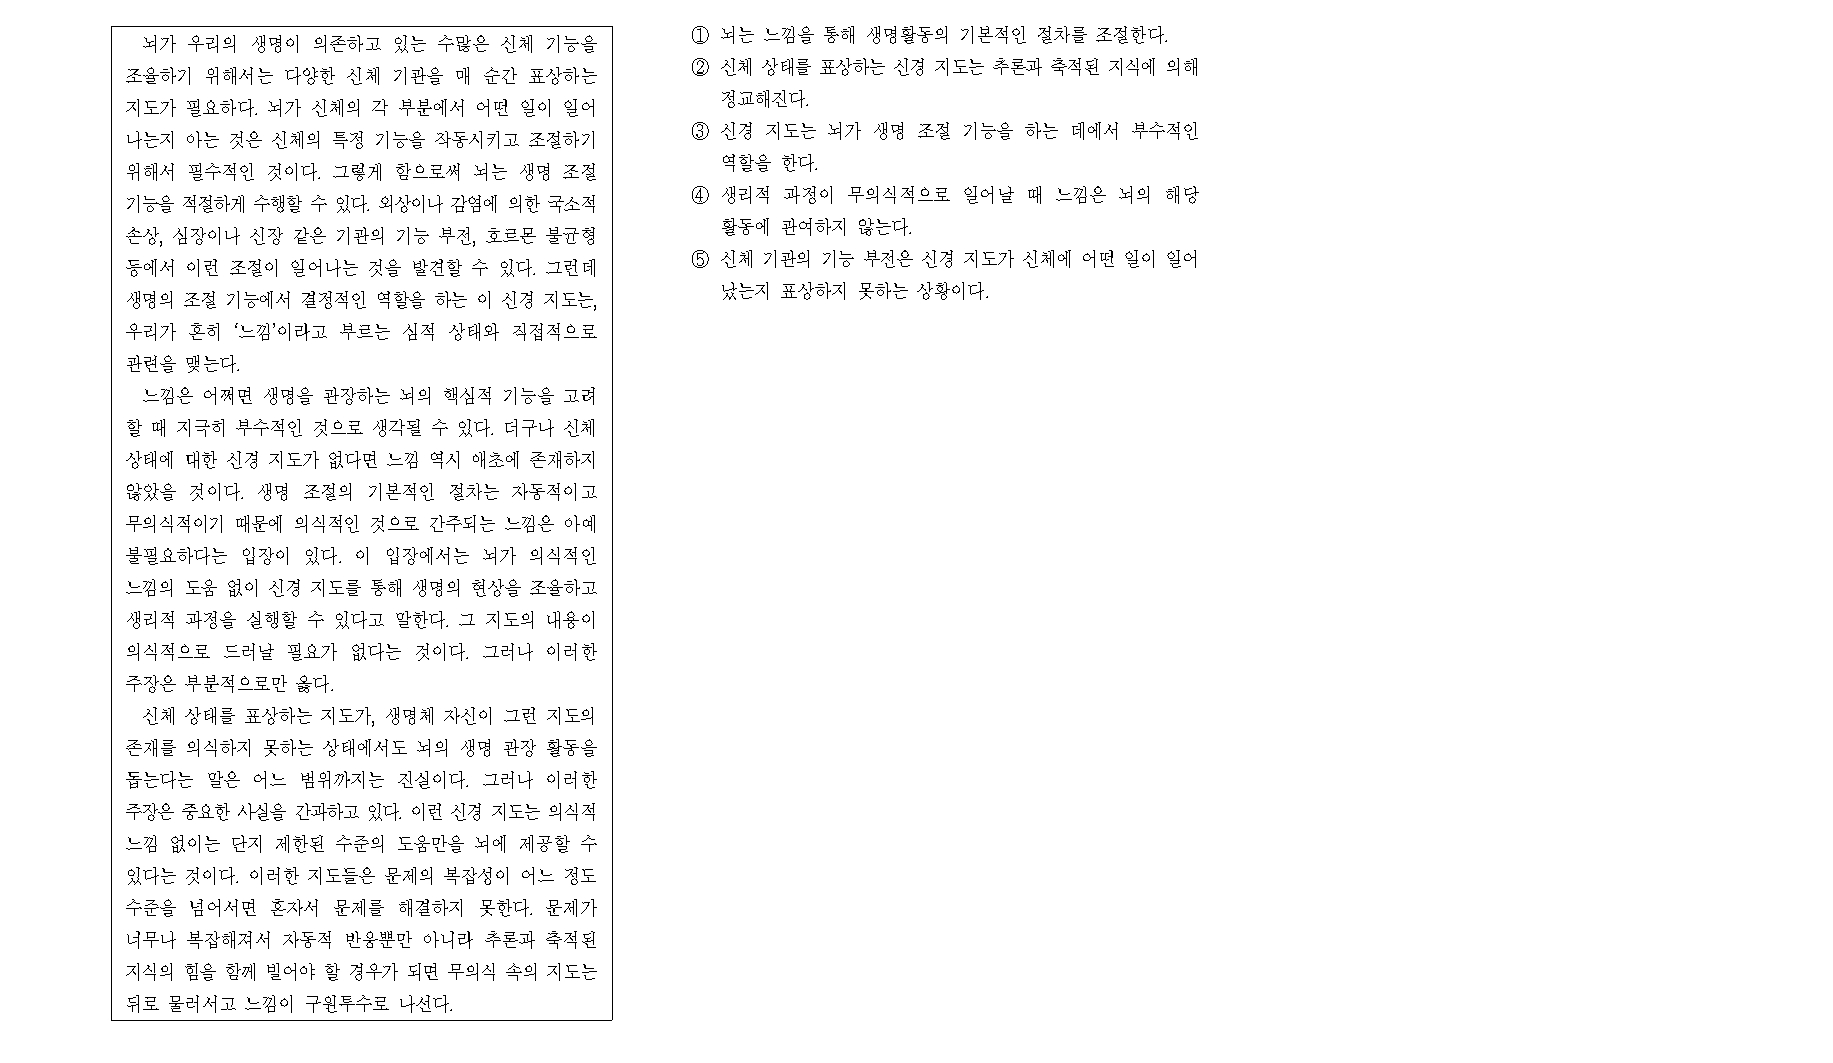 뇌가 우리의 생명이 의존하고 있는 수많은 신체 기능을
조율하기 위해서는 다양한 신체 기관을 매 순간 표상하는
지도가 필요하다. 뇌가 신체의 각 부분에서 어떤 일이 일어
나는지 아는 것은 신체의 특정 기능을 작동시키고 조절하기
위해서 필수적인 것이다. 그렇게 함으로써 뇌는 생명 조절
기능을 적절하게 수행할 수 있다. 외상이나 감염에 의한 국소적
손상, 심장이나 신장 같은 기관의 기능 부전, 호르몬 불균형
등에서 이런 조절이 일어나는 것을 발견할 수 있다. 그런데
생명의 조절 기능에서 결정적인 역할을 하는 이 신경 지도는,
우리가 흔히 ‘느낌’이라고 부르는 심적 상태와 직접적으로
관련을 맺는다.
느낌은 어쩌면 생명을 관장하는 뇌의 핵심적 기능을 고려
할 때 지극히 부수적인 것으로 생각될 수 있다. 더구나 신체
상태에 대한 신경 지도가 없다면 느낌 역시 애초에 존재하지
않았을 것이다. 생명 조절의 기본적인 절차는 자동적이고
무의식적이기 때문에 의식적인 것으로 간주되는 느낌은 아예
불필요하다는 입장이 있다. 이 입장에서는 뇌가 의식적인
느낌의 도움 없이 신경 지도를 통해 생명의 현상을 조율하고
생리적 과정을 실행할 수 있다고 말한다. 그 지도의 내용이
의식적으로 드러날 필요가 없다는 것이다. 그러나 이러한
주장은 부분적으로만 옳다.
신체 상태를 표상하는 지도가, 생명체 자신이 그런 지도의
존재를 의식하지 못하는 상태에서도 뇌의 생명 관장 활동을
돕는다는 말은 어느 범위까지는 진실이다. 그러나 이러한
주장은 중요한 사실을 간과하고 있다. 이런 신경 지도는 의식적
느낌 없이는 단지 제한된 수준의 도움만을 뇌에 제공할 수
있다는 것이다. 이러한 지도들은 문제의 복잡성이 어느 정도
수준을 넘어서면 혼자서 문제를 해결하지 못한다. 문제가
너무나 복잡해져서 자동적 반응뿐만 아니라 추론과 축적된
지식의 힘을 함께 빌어야 할 경우가 되면 무의식 속의 지도는
뒤로 물러서고 느낌이 구원투수로 나선다.
① 뇌는 느낌을 통해 생명활동의 기본적인 절차를 조절한다.
② 신체 상태를 표상하는 신경 지도는 추론과 축적된 지식에 의해
정교해진다.
③ 신경 지도는 뇌가 생명 조절 기능을 하는 데에서 부수적인
역할을 한다.
④ 생리적 과정이 무의식적으로 일어날 때 느낌은 뇌의 해당
활동에 관여하지 않는다.
⑤ 신체 기관의 기능 부전은 신경 지도가 신체에 어떤 일이 일어
났는지 표상하지 못하는 상황이다.